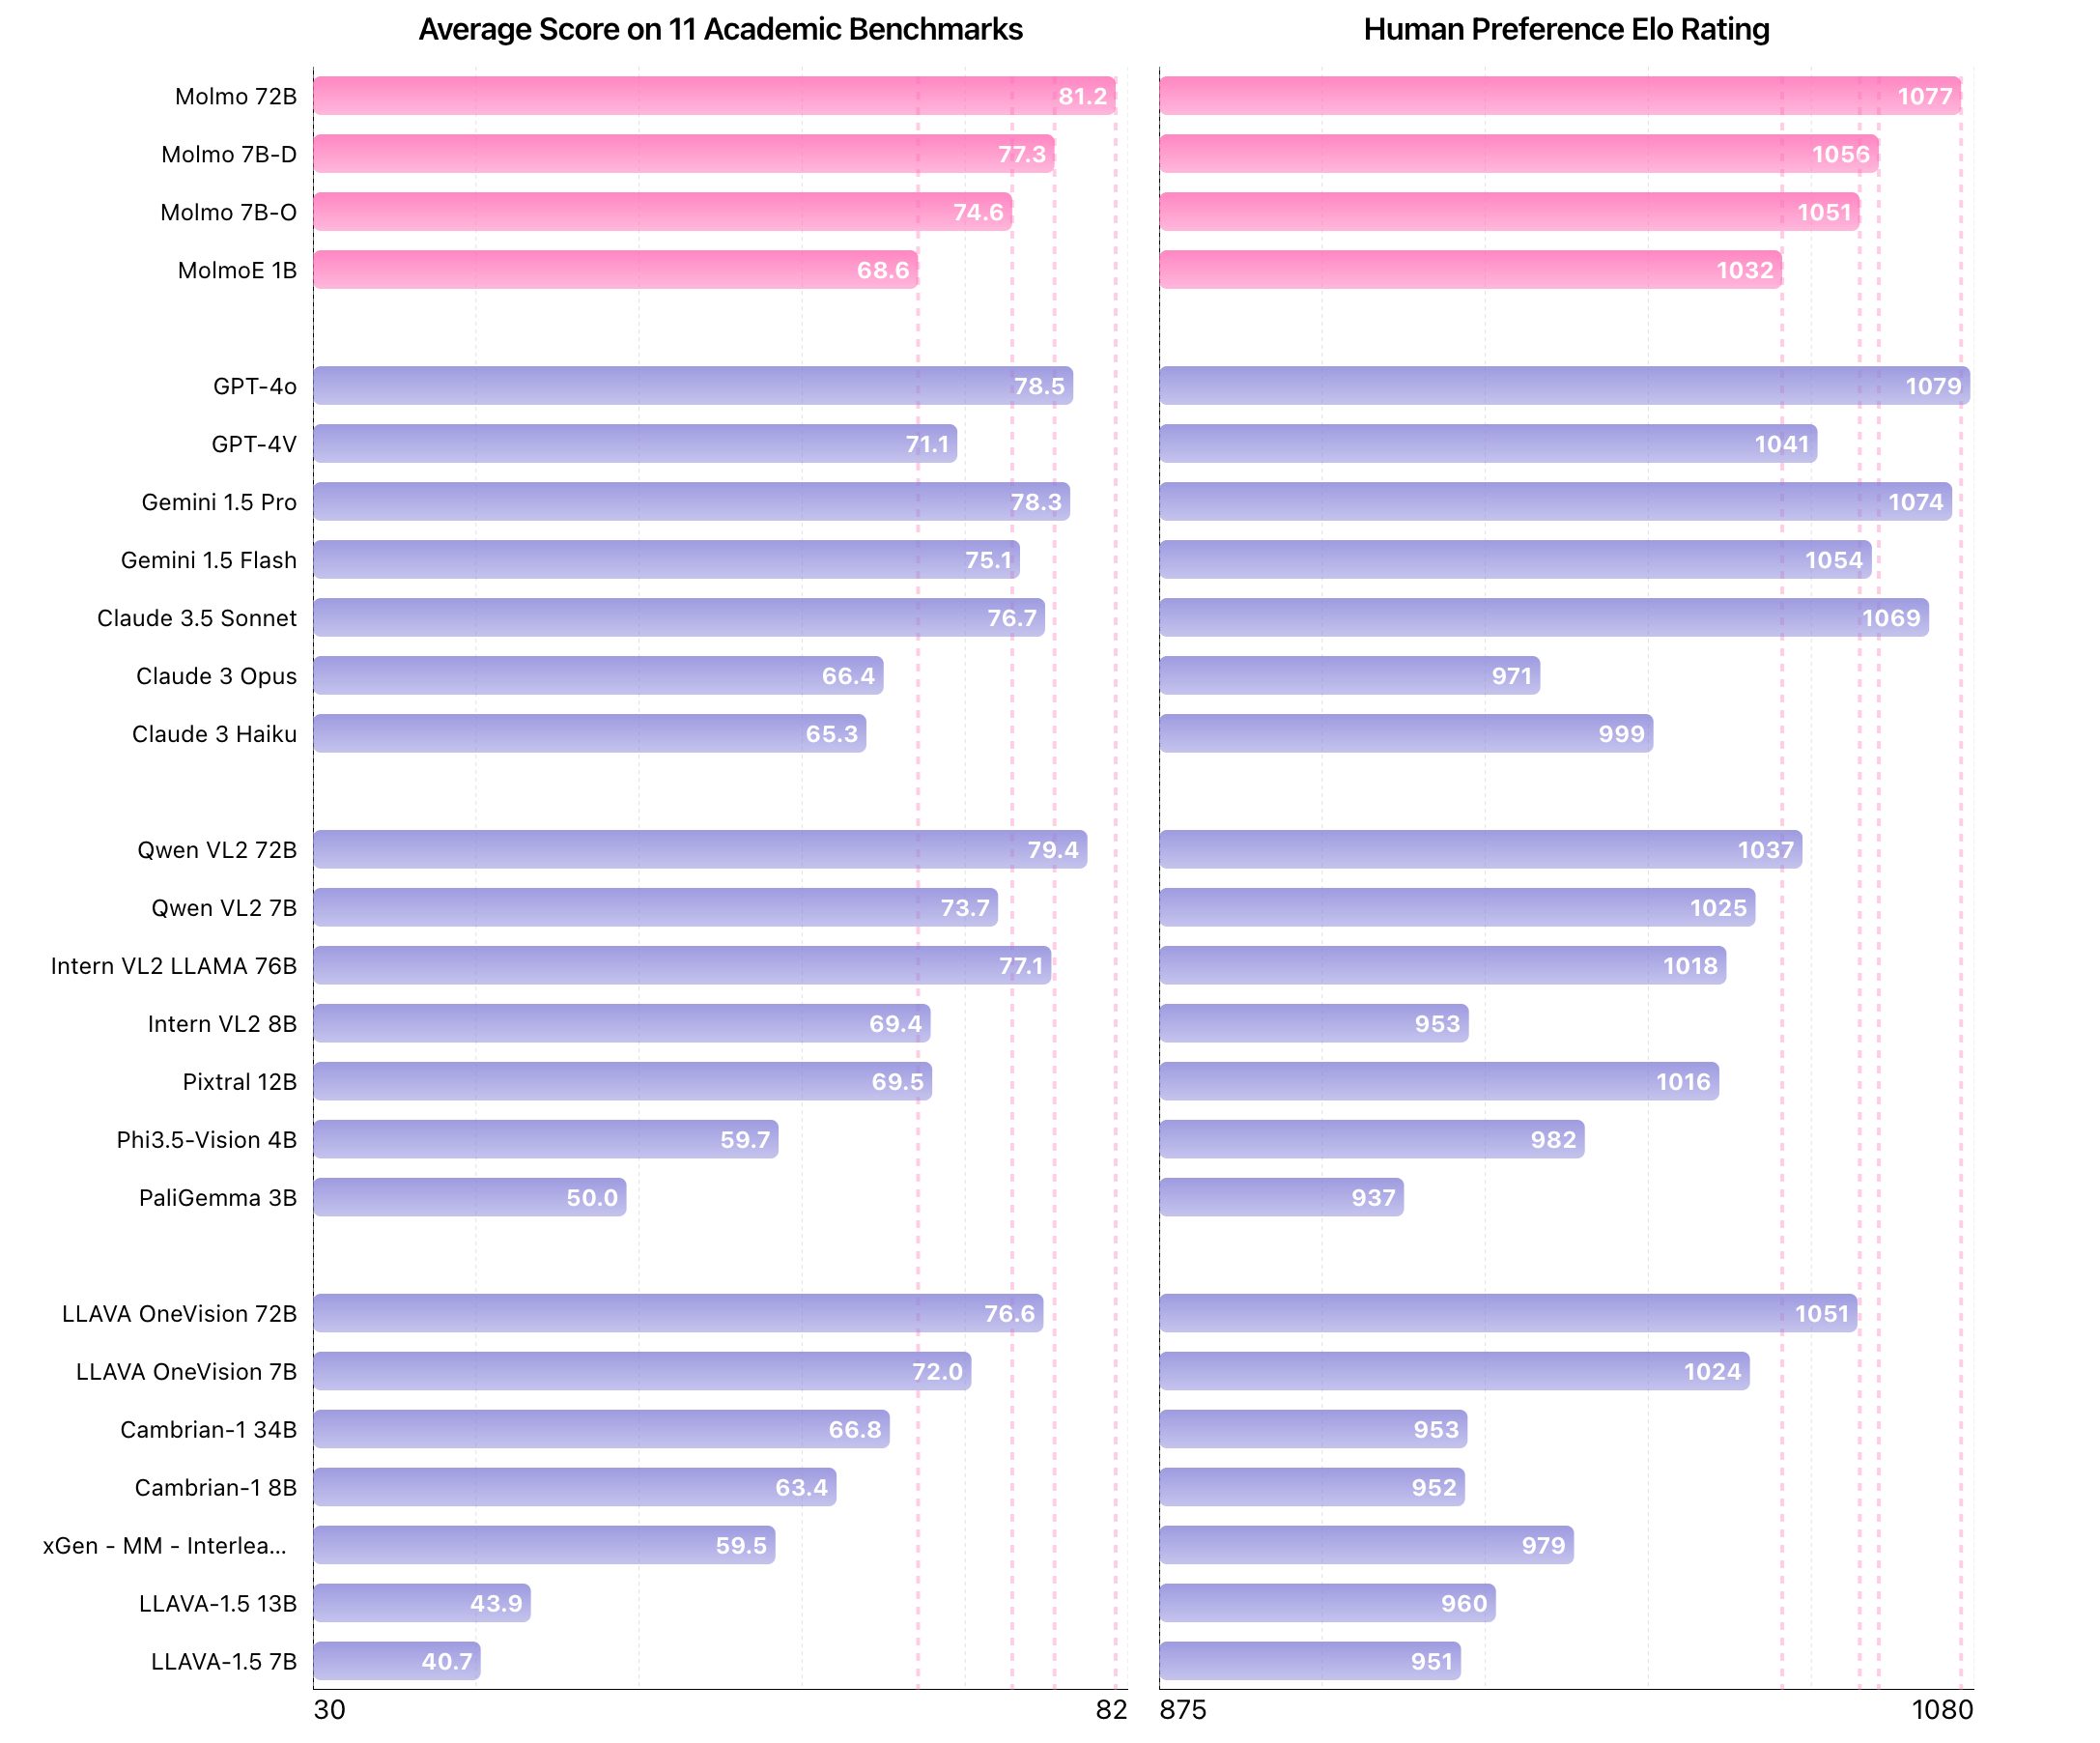 Average Score on 11 Academic Benchmarks
Human Preference Elo Rating
Molmo 72B 81.2 1077
Molmo 7B-D 77.3 1056
Molmo 7B-O 74.6 1051
MolmoE 1B 68.6 1032
GPT-4o 78.5 1079
GPT-4V 71.1 1041
Gemini 1.5 Pro 78.3 1074
Gemini 1.5 Flash 75.1 1054
Claude 3.5 Sonnet 76.7 1069
Claude 3 Opus 66.4 971
Claude 3 Haiku 65.3 999
Qwen VL2 72B 79.4 1037
Qwen VL2 7B 73.7 1025
Intern VL2 LLAMA 76B 77.1 1018
Intern VL2 8B 69.4 953
Pixtral 12B 69.5 1016
Phi3.5-Vision 4B 59.7 982
PaliGemma 3B 50.0 937
LLAVA OneVision 72B 76.6 1051
LLAVA OneVision 7B 72.0 1024
Cambrian-1 34B 66.8 953
Cambrian-1 8B 63.4 952
xGen - MM - Interlea... 59.5 979
LLAVA-1.5 13B 43.9 960
LLAVA-1.5 7B 40.7 951
30 82 875 1080